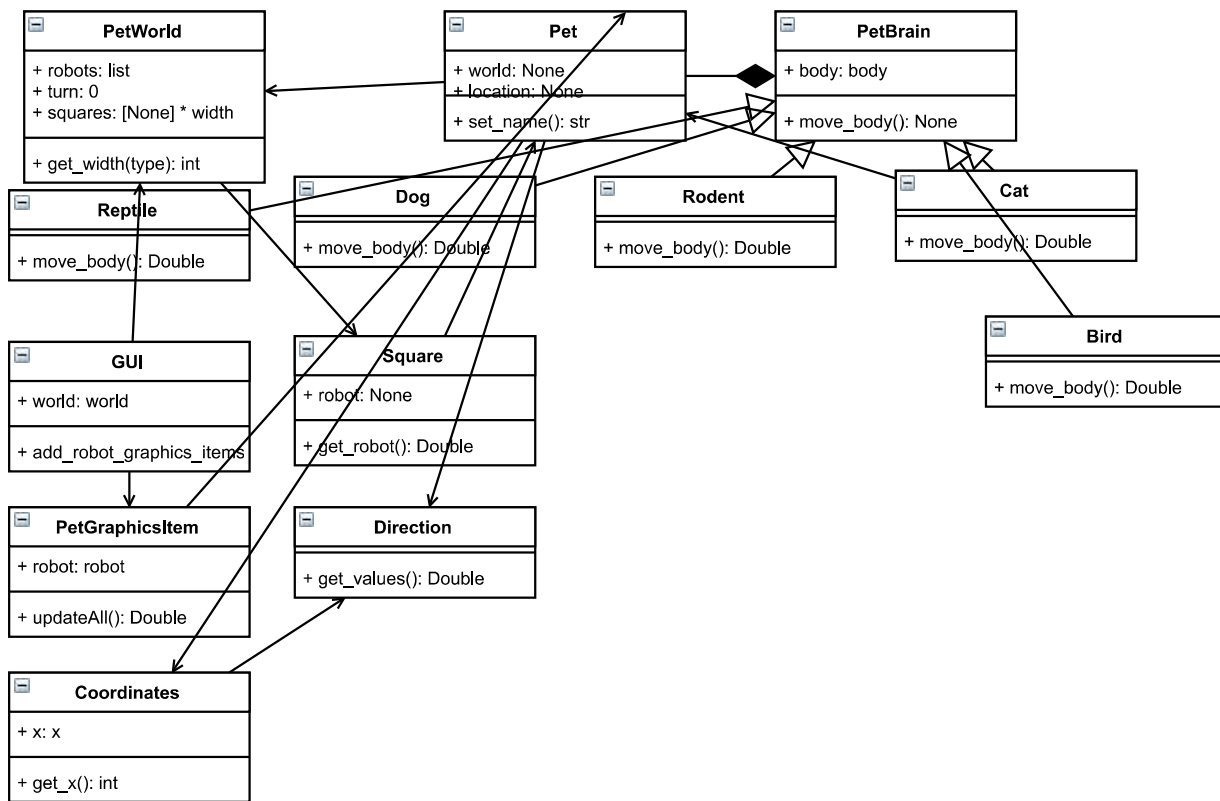 PetWorld
+ robots: list
+ turn: 0
+ squares: [None] * width
+ get_width(type): int
Pet
+ world: None
+ location: None
+ set_name(): str
PetBrain
+ body: body
+ move_body(): None
Reptile
+ move_body(): Double
Dog
+ move_body(): Double
Rodent
+ move_body(): Double
Cat
+ move_body(): Double
GUI
+ world: world
+ add_robot_graphics_items
Square
+ robot: None
+ get_robot(): Double
Bird
+ move_body(): Double
PetGraphicsItem
+ robot: robot
+ updateAll(): Double
Direction
+ get_values(): Double
Coordinates
+ x: x
+ get_x(): int